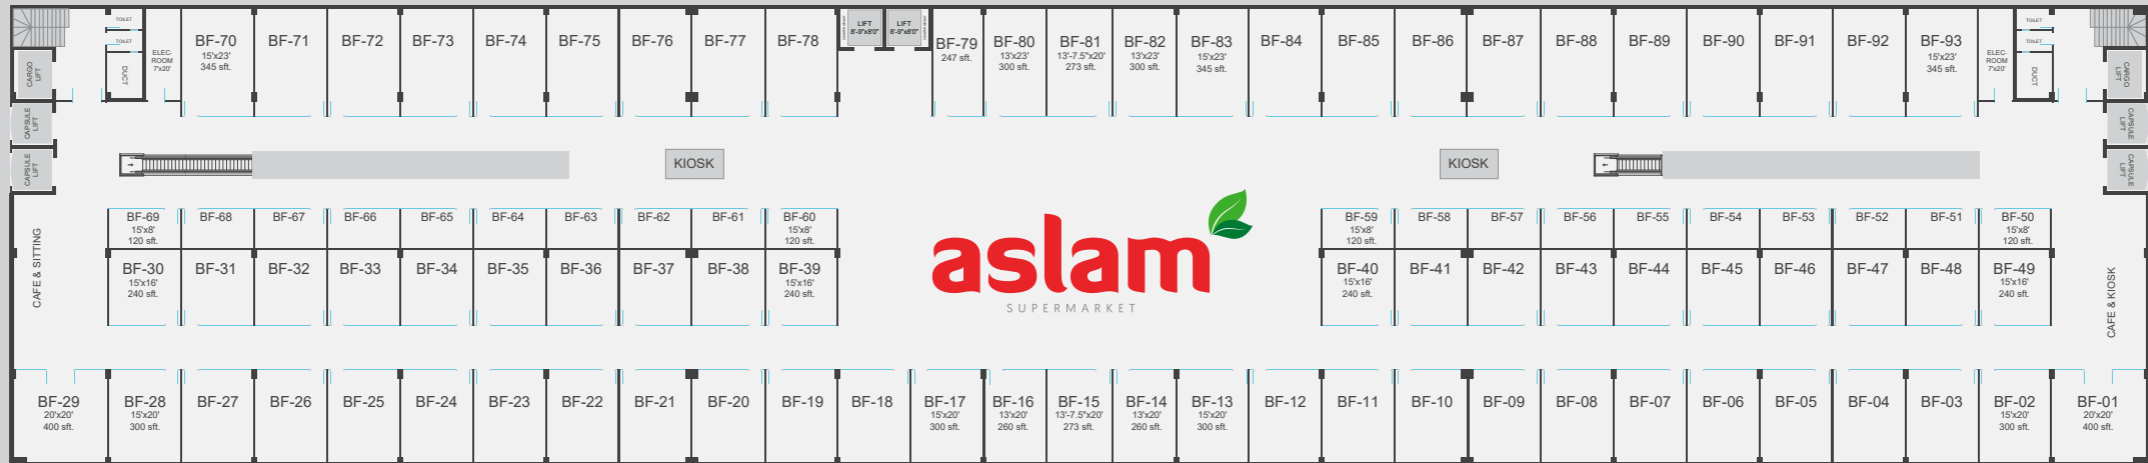 TOILET
TOILET
DUCT
ELEC-
ROOM
7'x20'
CARGO
LIFT
CAPSULE
LIFT
CAPSULE
LIFT
BF-70
15'x23'
345 sft.
BF-71
BF-72
BF-73
BF-74
BF-75
BF-76
BF-77
BF-78
LIFT
8'-9"x8'0"
LIFT
8'-9"x8'0"
BF-79
247 sft.
BF-80
13'x23'
300 sft.
BF-81
13'-7.5"x20'
273 sft.
BF-82
13'x23'
300 sft.
BF-83
15'x23'
345 sft.
BF-84
BF-85
BF-86
BF-87
BF-88
BF-89
BF-90
BF-91
BF-92
BF-93
15'x23'
345 sft.
ELEC-
ROOM
7'x20'
TOILET
TOILET
DUCT
CARGO
LIFT
CAPSULE
LIFT
CAPSULE
LIFT
KIOSK
KIOSK
CAFE & SITTING
BF-69
15'x8'
120 sft.
BF-68
BF-67
BF-66
BF-65
BF-64
BF-63
BF-62
BF-61
BF-60
15'x8'
120 sft.
BF-59
15'x8'
120 sft.
BF-58
BF-57
BF-56
BF-55
BF-54
BF-53
BF-52
BF-51
BF-50
15'x8'
120 sft.
BF-30
15'x16'
240 sft.
BF-31
BF-32
BF-33
BF-34
BF-35
BF-36
BF-37
BF-38
BF-39
15'x16'
240 sft.
aslam
SUPERMARKET
BF-40
15'x16'
240 sft.
BF-41
BF-42
BF-43
BF-44
BF-45
BF-46
BF-47
BF-48
BF-49
15'x16'
240 sft.
CAFE & KIOSK
BF-29
20'x20'
400 sft.
BF-28
15'x20'
300 sft.
BF-27
BF-26
BF-25
BF-24
BF-23
BF-22
BF-21
BF-20
BF-19
BF-18
BF-17
15'x20'
300 sft.
BF-16
13'x20'
260 sft.
BF-15
13'-7.5"x20'
273 sft.
BF-14
13'x20'
260 sft.
BF-13
15'x20'
300 sft.
BF-12
BF-11
BF-10
BF-09
BF-08
BF-07
BF-06
BF-05
BF-04
BF-03
BF-02
15'x20'
300 sft.
BF-01
20'x20'
400 sft.